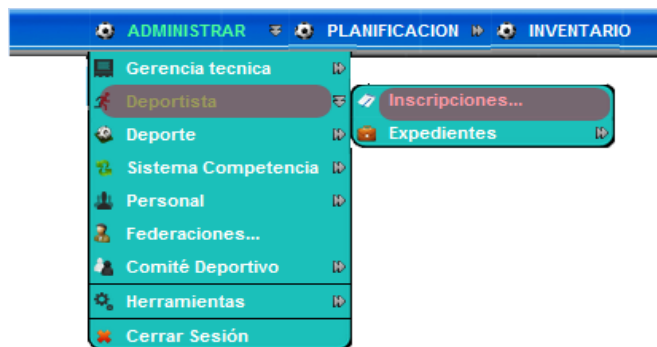 ADMINISTRAR PLANIFICACION INVENTARIO
Gerencia tecnica
Deportista
Deporte
Sistema Competencia
Personal
Federaciones...
Comité Deportivo
Herramientas
Cerrar Sesión
Inscripciones...
Expedientes